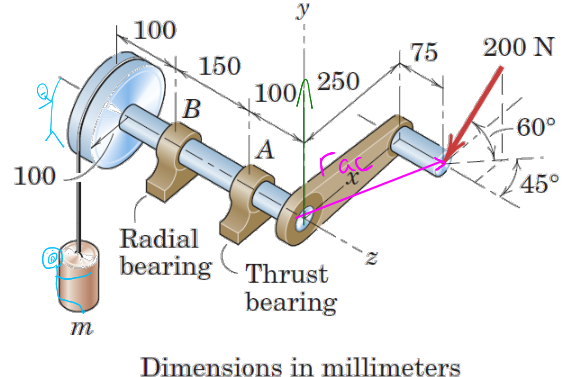 y
100
75
200 N
150
250
100
B
60°
A
100
rac
x
45°
Radial
bearing
z
Thrust
bearing
m
Dimensions in millimeters